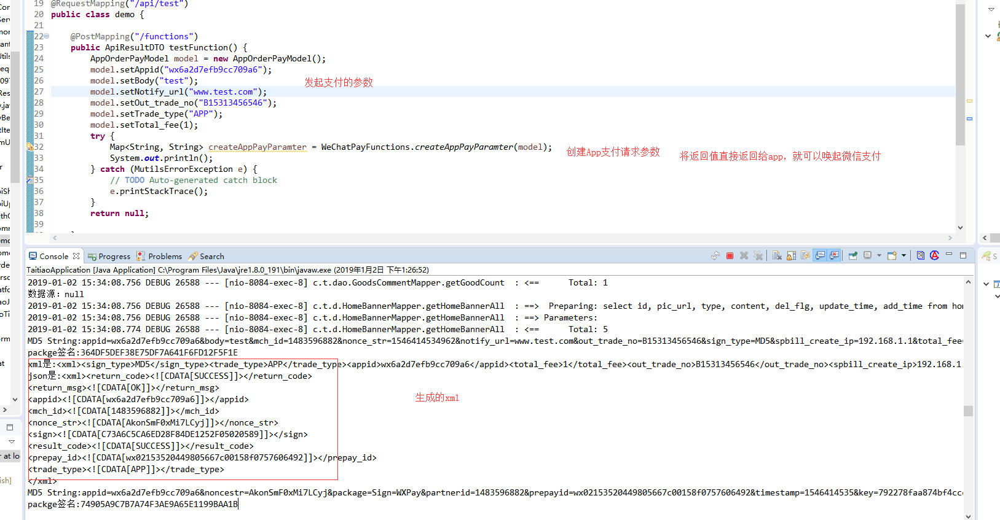 19 @RequestMapping("/api/test")
20 public class demo {
21
22 @PostMapping("/functions")
23 public ApiResultDTO testFunction() {
24 AppOrderPayModel model = new AppOrderPayModel();
25 model.setAppid("wx6a2d7efb9cc709a6");
26 model.setBody("test");
发起支付的参数
27 model.setNotify_url("www.test.com");
28 model.setOut_trade_no("B15313456546");
29 model.setTrade_type("APP");
30 model.setTotal_fee(1);
31 try {
32 Map<String, String> createAppPayParamter = WeChatPayFunctions.createAppPayParamter(model);
创建App支付请求参数
将返回值直接返回给app，就可以唤起微信支付
33 System.out.println();
34 } catch (MutilsErrorException e) {
35 // TODO Auto-generated catch block
36 e.printStackTrace();
37 }
38 return null;
39
Console Progress Problems Search
TaitiaoApplication [Java Application] C:\Program Files\Java\jre1.8.0_191\bin\javaw.exe (2019年1月2日 下午1:26:52)
2019-01-02 15:34:08.756 DEBUG 26588 --- [nio-8084-exec-8] c.t.dao.GoodsCommentMapper.getGoodCount : <== Total: 1
数据源：null
2019-01-02 15:34:08.756 DEBUG 26588 --- [nio-8084-exec-8] c.t.d.HomeBannerMapper.getHomeBannerAll : ==> Preparing: select id, pic_url, type, content, del_flg, update_time, add_time from hom
2019-01-02 15:34:08.756 DEBUG 26588 --- [nio-8084-exec-8] c.t.d.HomeBannerMapper.getHomeBannerAll : ==> Parameters:
2019-01-02 15:34:08.774 DEBUG 26588 --- [nio-8084-exec-8] c.t.d.HomeBannerMapper.getHomeBannerAll : <== Total: 5
MD5 String:appid=wx6a2d7efb9cc709a6&body=test&mch_id=1483596882&nonce_str=1546414534962&notify_url=www.test.com&out_trade_no=B15313456546&sign_type=MD5&spbill_create_ip=192.168.1.1&total_fee=
packge签名:364DF5DEF38E75DF7A641F6FD12F5F1E
xml是:<xml><sign_type>MD5</sign_type><trade_type>APP</trade_type><appid>wx6a2d7efb9cc709a6</appid><total_fee>1</total_fee><out_trade_no>B15313456546</out_trade_no><spbill_create_ip>192.168.1.
json是:<xml><return_code><![CDATA[SUCCESS]]></return_code>
<return_msg><![CDATA[OK]]></return_msg>
<appid><![CDATA[wx6a2d7efb9cc709a6]]></appid>
生成的xml
<mch_id><![CDATA[1483596882]]></mch_id>
<nonce_str><![CDATA[AkonSmF0xMi7LCyj]]></nonce_str>
<sign><![CDATA[C73A6C5CA6ED28F84DE1252F05020589]]></sign>
<result_code><![CDATA[SUCCESS]]></result_code>
<prepay_id><![CDATA[wx02153520449805667c00158f0757606492]]></prepay_id>
<trade_type><![CDATA[APP]]></trade_type>
</xml>
MD5 String:appid=wx6a2d7efb9cc709a6&noncestr=AkonSmF0xMi7LCyj&package=Sign=WXPay&partnerid=1483596882&prepayid=wx02153520449805667c00158f0757606492&timestamp=1546414535&key=792278faa874bf4cc
packge签名:74905A9C7B7A74F3AE9A65E1199BAA1B